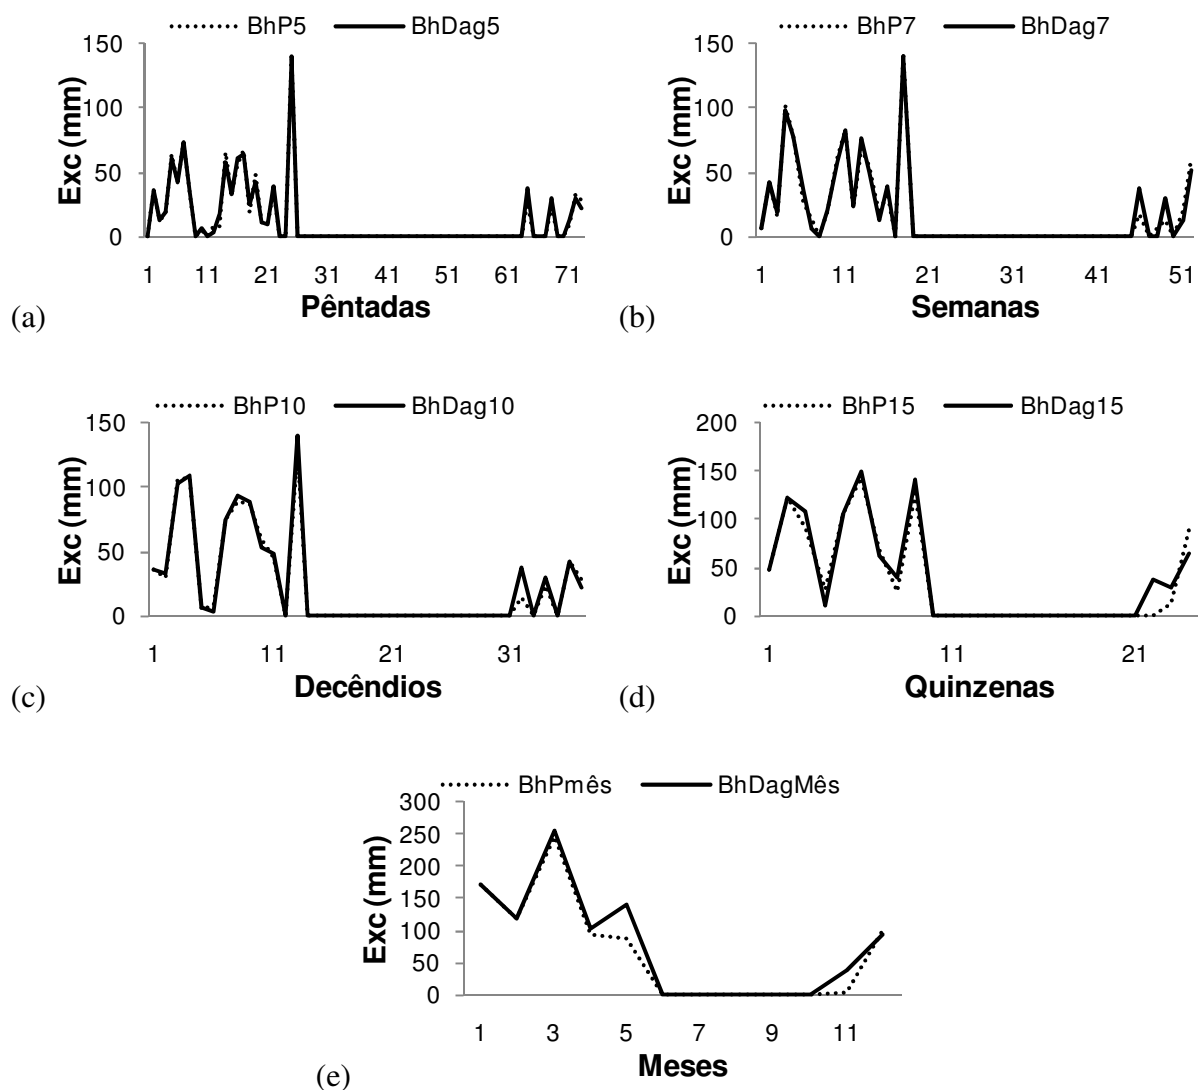 BhP5 BhDag5
150
100
50
0
Exc (mm)
1 11 21 31 41 51 61 71
Pêntadas
(a)
BhP7 BhDag7
150
100
50
0
Exc (mm)
1 11 21 31 41 51
Semanas
(b)
BhP10 BhDag10
150
100
50
0
Exc (mm)
1 11 21 31
Decêndios
(c)
BhP15 BhDag15
200
150
100
50
0
Exc (mm)
1 11 21
Quinzenas
(d)
BhPmês BhDagMês
300
250
200
150
100
50
0
Exc (mm)
1 3 5 7 9 11
Meses
(e)